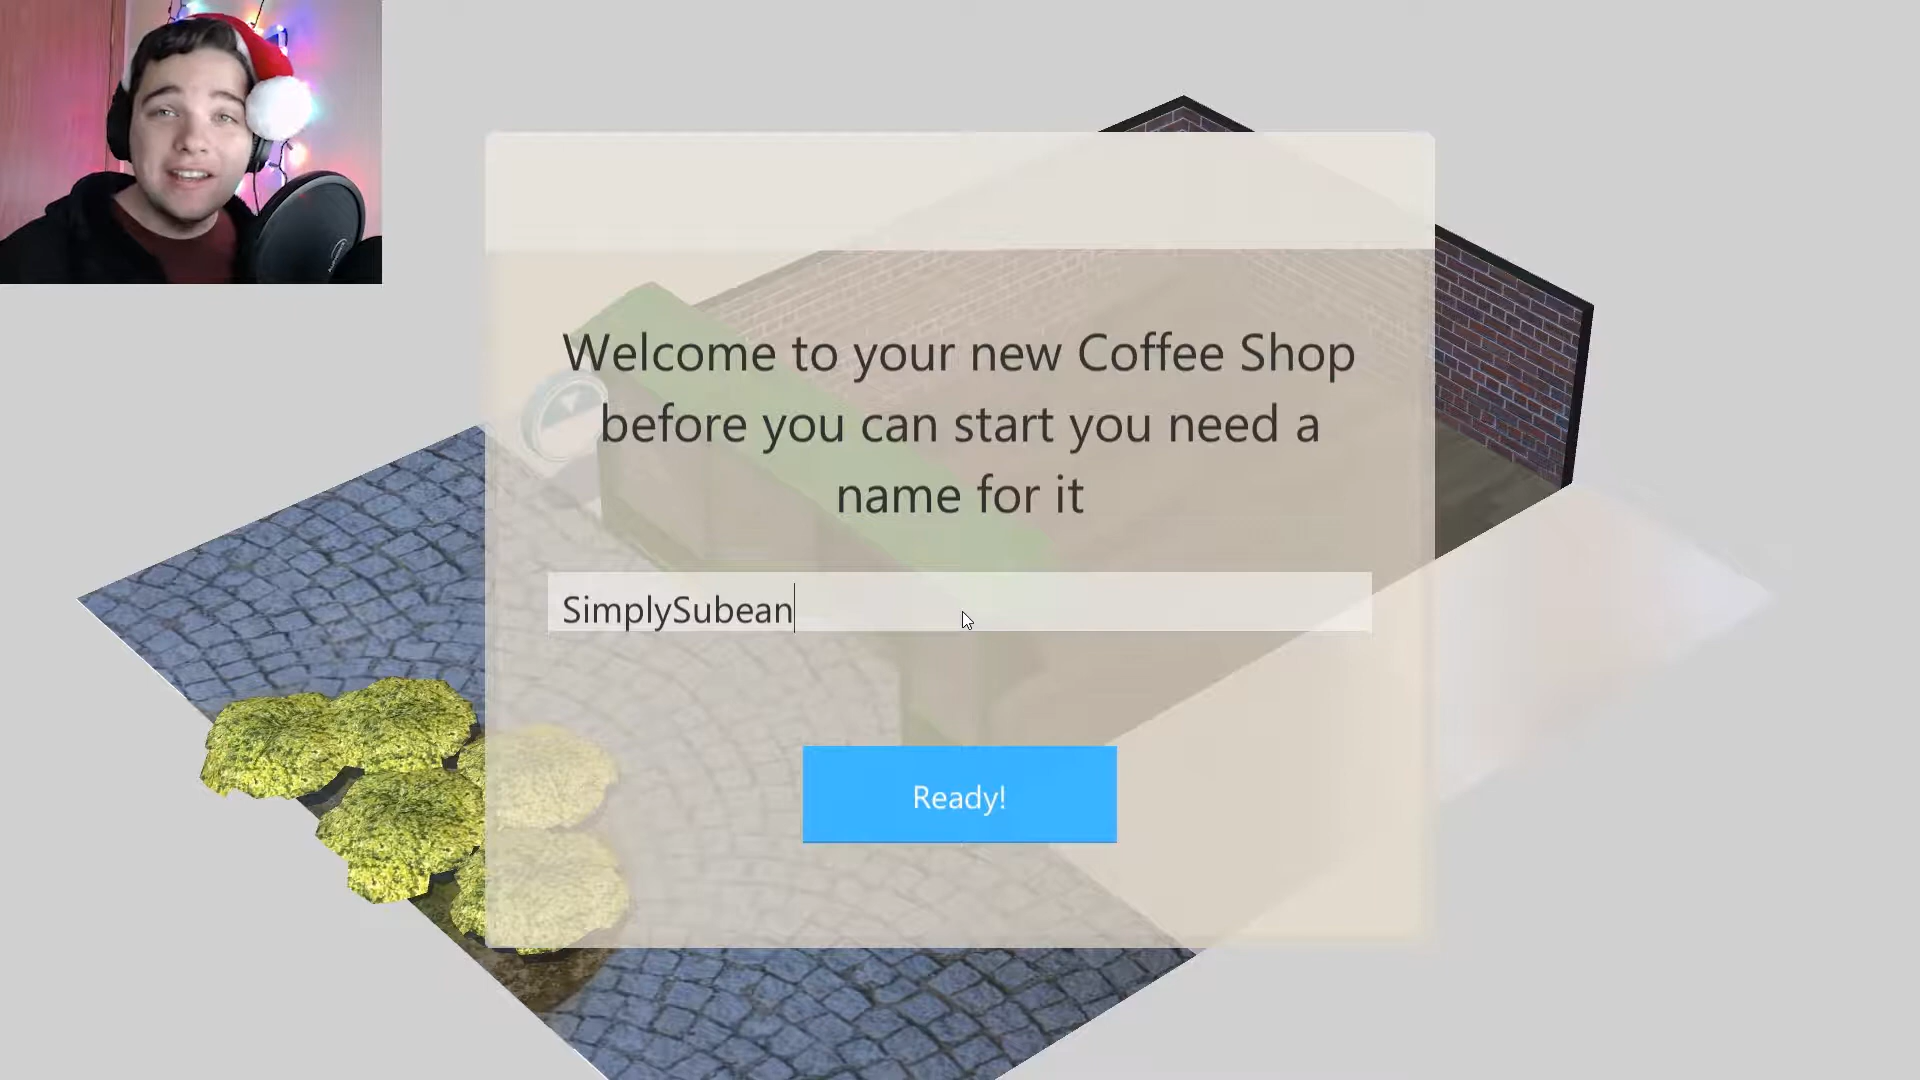 Welcome to your new Coffee Shop
before you can start you need a
name for it
SimplySubean
Ready!